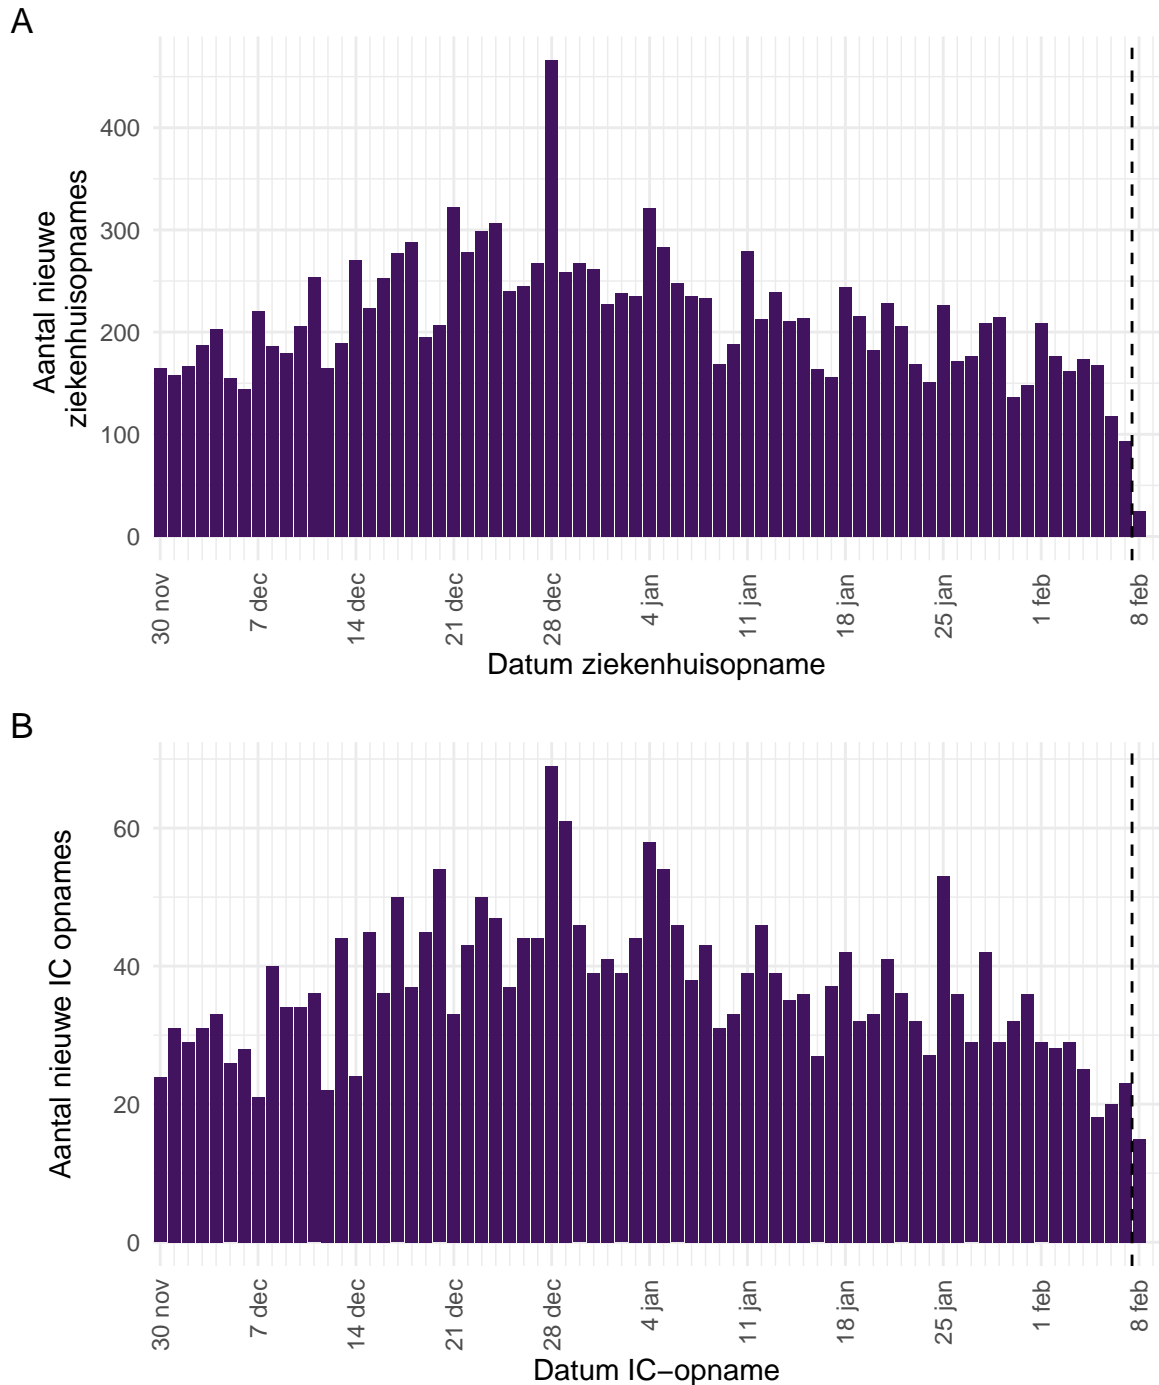 A
Aantal nieuwe
ziekenhuisopnames
400
300
200
100
0
30 nov
7 dec
14 dec
21 dec
28 dec
4 jan
11 jan
18 jan
25 jan
1 feb
8 feb
Datum ziekenhuisopname
B
Aantal nieuwe IC opnames
60
40
20
0
30 nov
7 dec
14 dec
21 dec
28 dec
4 jan
11 jan
18 jan
25 jan
1 feb
8 feb
Datum IC−opname